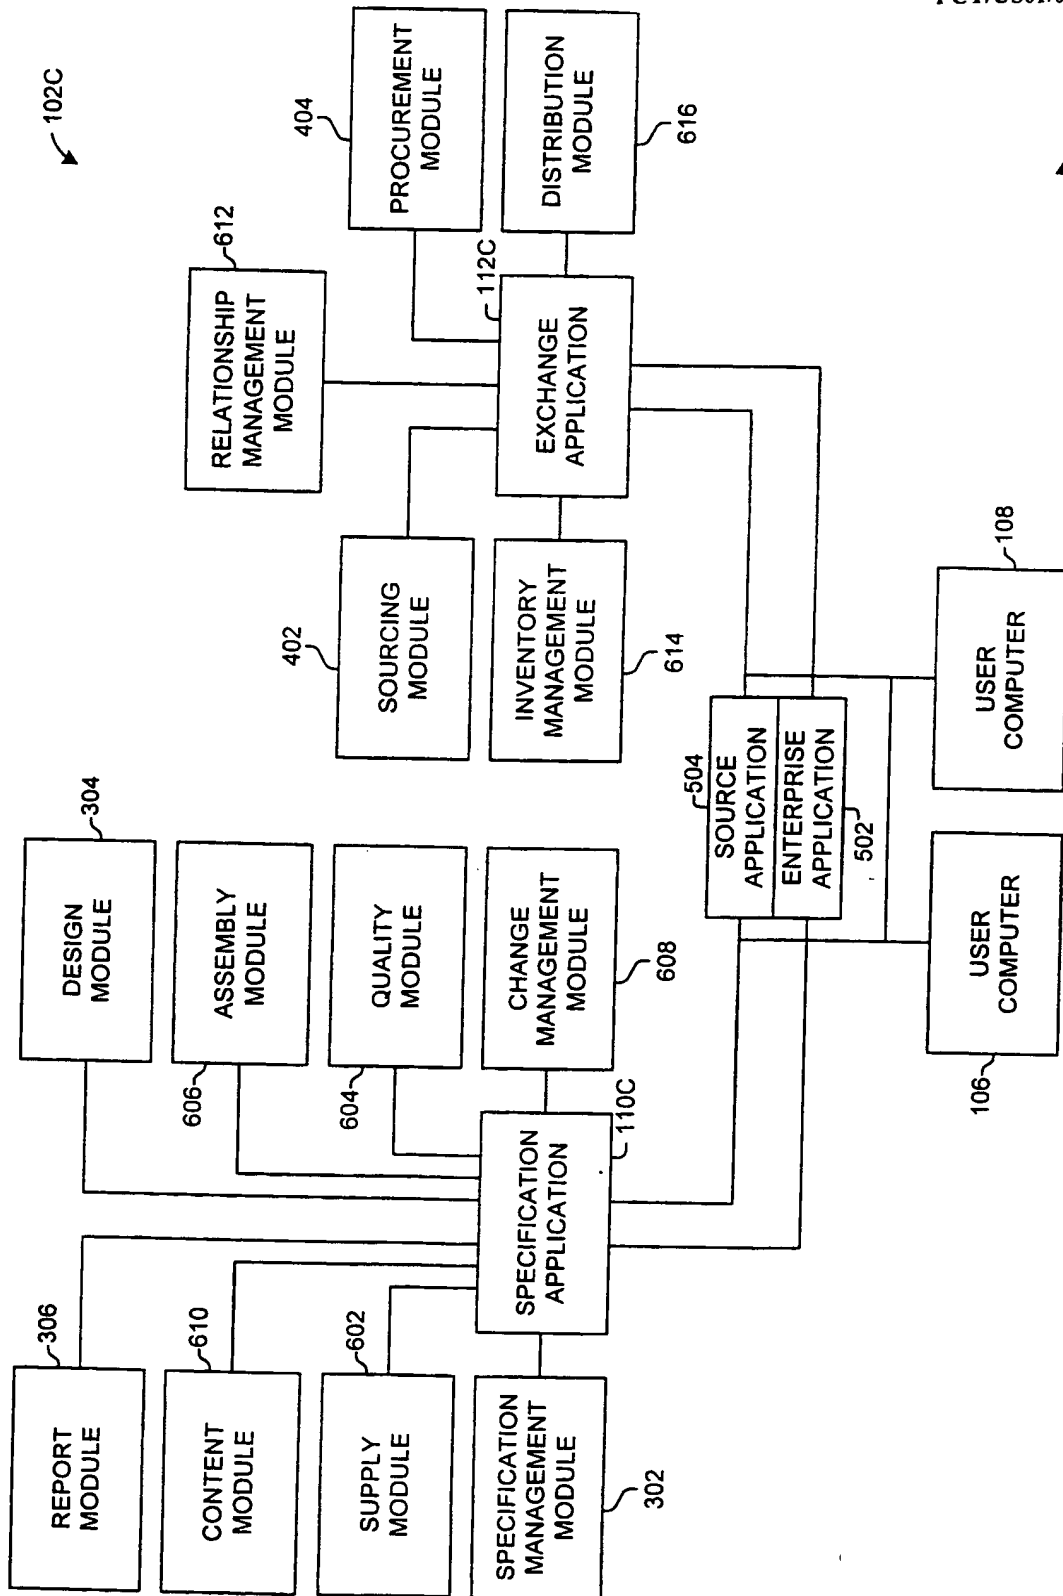 102C
REPORT
MODULE
306
CONTENT
MODULE
610
SUPPLY
MODULE
602
SPECIFICATION
MANAGEMENT
MODULE
302
DESIGN
MODULE
304
ASSEMBLY
MODULE
606
QUALITY
MODULE
604
CHANGE
MANAGEMENT
MODULE
608
SPECIFICATION
APPLICATION
110C
RELATIONSHIP
MANAGEMENT
MODULE
612
SOURCING
MODULE
402
INVENTORY
MANAGEMENT
MODULE
614
PROCUREMENT
MODULE
404
DISTRIBUTION
MODULE
616
EXCHANGE
APPLICATION
112C
SOURCE
APPLICATION
504
ENTERPRISE
APPLICATION
502
USER
COMPUTER
106
USER
COMPUTER
108